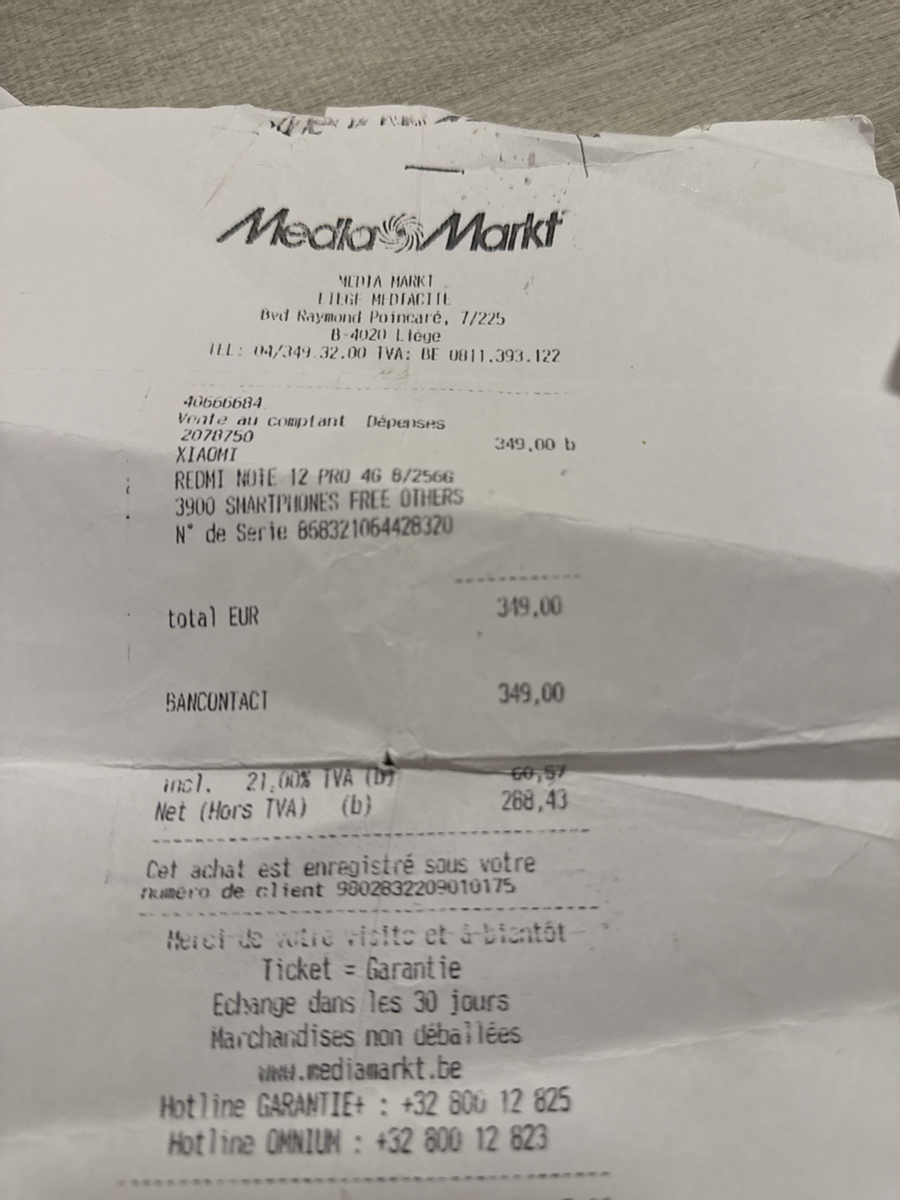 Media Markt
MEDIA MARKT
LIEGE MEDIACITE
Bvd Raymond Poincaré, 7/225
B-4020 Liège
TEL: 04/349.32.00 TVA: BE 0811.393.122
40666684
Vente au comptant Dépenses
2078750
XIAOMI 349,00 b
REDMI NOTE 12 PRO 4G 8/256G
3900 SMARTPHONES FREE OTHERS
N° de Serie 868321064428320
total EUR 349,00
BANCONTACT 349,00
incl. 21,00% TVA (b) 60,57
Net (Hors TVA) (b) 288,43
Cet achat est enregistré sous votre
numéro de client 9802832209010175
Merci de votre visite et à bientôt
Ticket = Garantie
Echange dans les 30 jours
Marchandises non déballées
www.mediamarkt.be
Hotline GARANTIE+ : +32 800 12 825
Hotline OMNIUM : +32 800 12 823